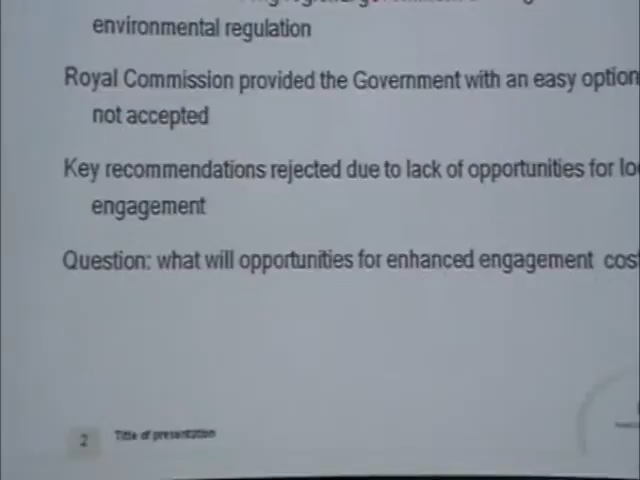 environmental regulation
Royal Commission provided the Government with an easy option
not accepted
Key recommendations rejected due to lack of opportunities for lo
engagement
Question: what will opportunities for enhanced engagement cos
2 Title of presentation